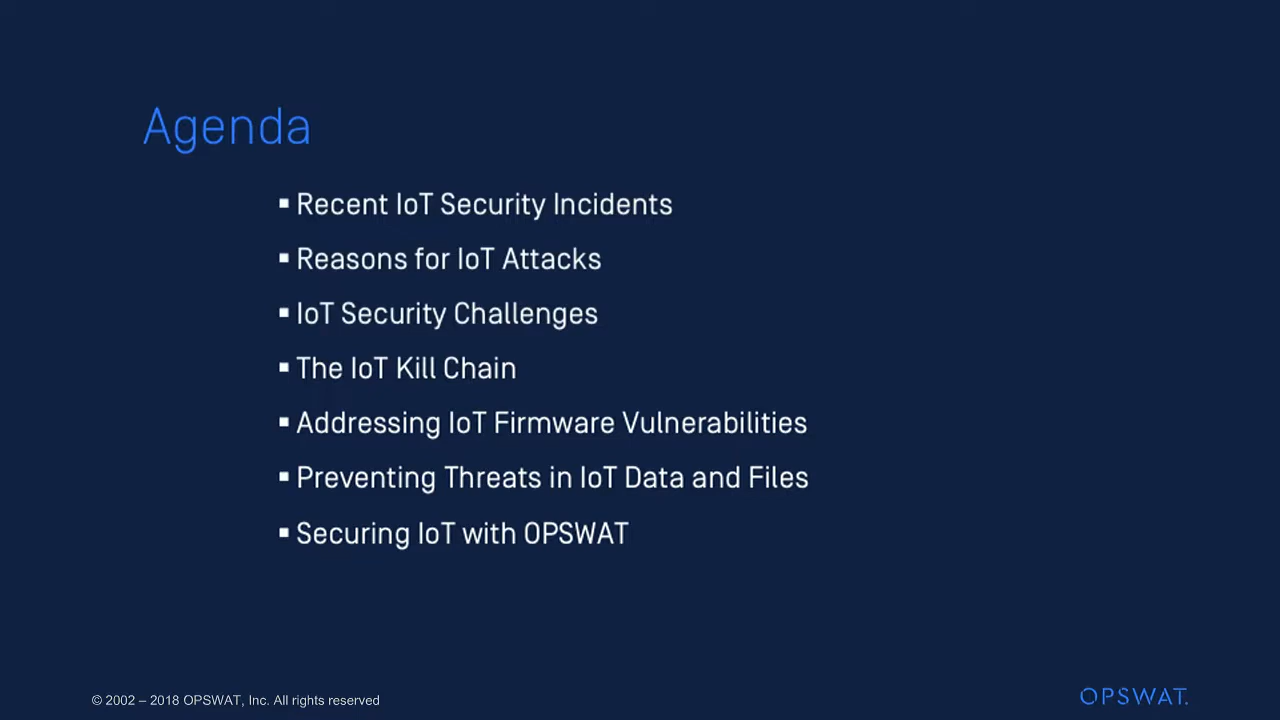 Agenda
▪ Recent IoT Security Incidents
▪ Reasons for IoT Attacks
▪ IoT Security Challenges
▪ The IoT Kill Chain
▪ Addressing IoT Firmware Vulnerabilities
▪ Preventing Threats in IoT Data and Files
▪ Securing IoT with OPSWAT
© 2002 – 2018 OPSWAT, Inc. All rights reserved
OPSWAT.